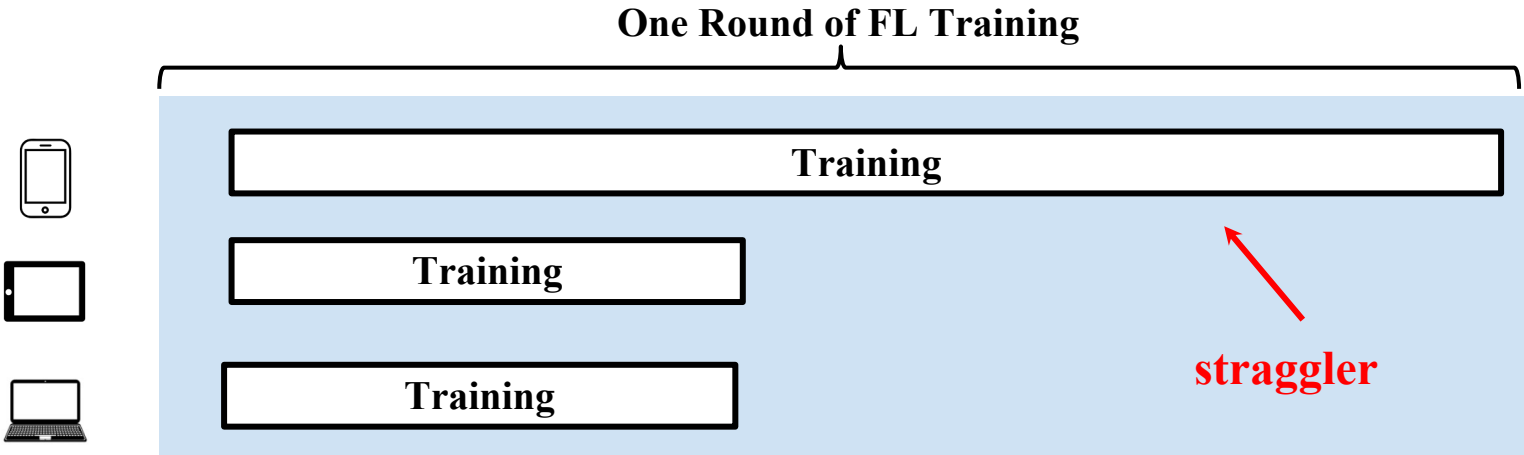 One Round of FL Training
Training
Training
straggler
Training